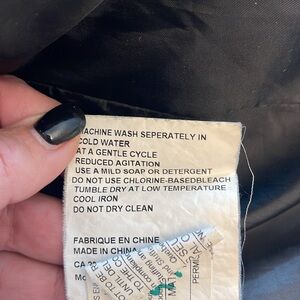 MACHINE WASH SEPERATELY IN
COLD WATER
AT A GENTLE CYCLE
REDUCED AGITATION
USE A MILD SOAP OR DETERGENT
DO NOT USE CHLORINE-BASEDBLEACH
TUMBLE DRY AT LOW TEMPERATURE
COOL IRON
DO NOT DRY CLEAN
FABRIQUE EN CHINE
MADE IN CHINA
CA